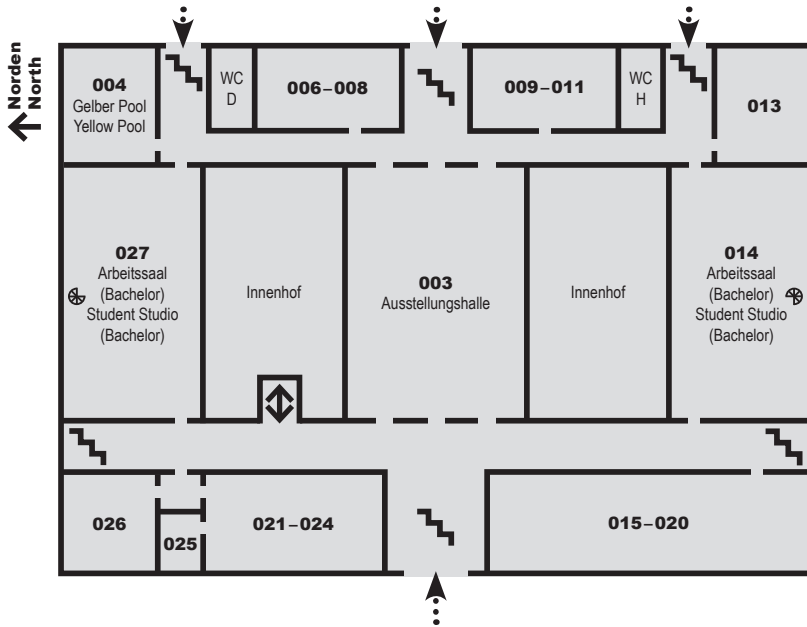 Norden
North
004
Gelber Pool
Yellow Pool
WC
D
006–008
009–011
WC
H
013
027
Arbeitssaal
(Bachelor)
Student Studio
(Bachelor)
Innenhof
003
Ausstellungshalle
Innenhof
014
Arbeitssaal
(Bachelor)
Student Studio
(Bachelor)
026
025
021–024
015–020